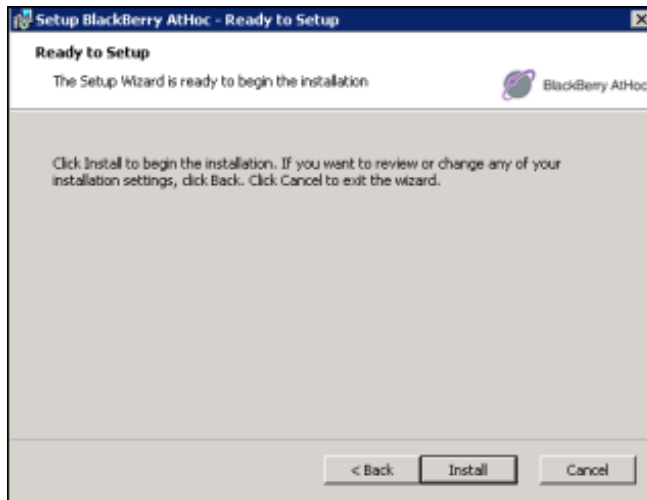 Setup BlackBerry AtHoc - Ready to Setup
Ready to Setup
The Setup Wizard is ready to begin the installation
BlackBerry AtHoc
Click Install to begin the installation. If you want to review or change any of your
installation settings, click Back. Click Cancel to exit the wizard.
< Back
Install
Cancel